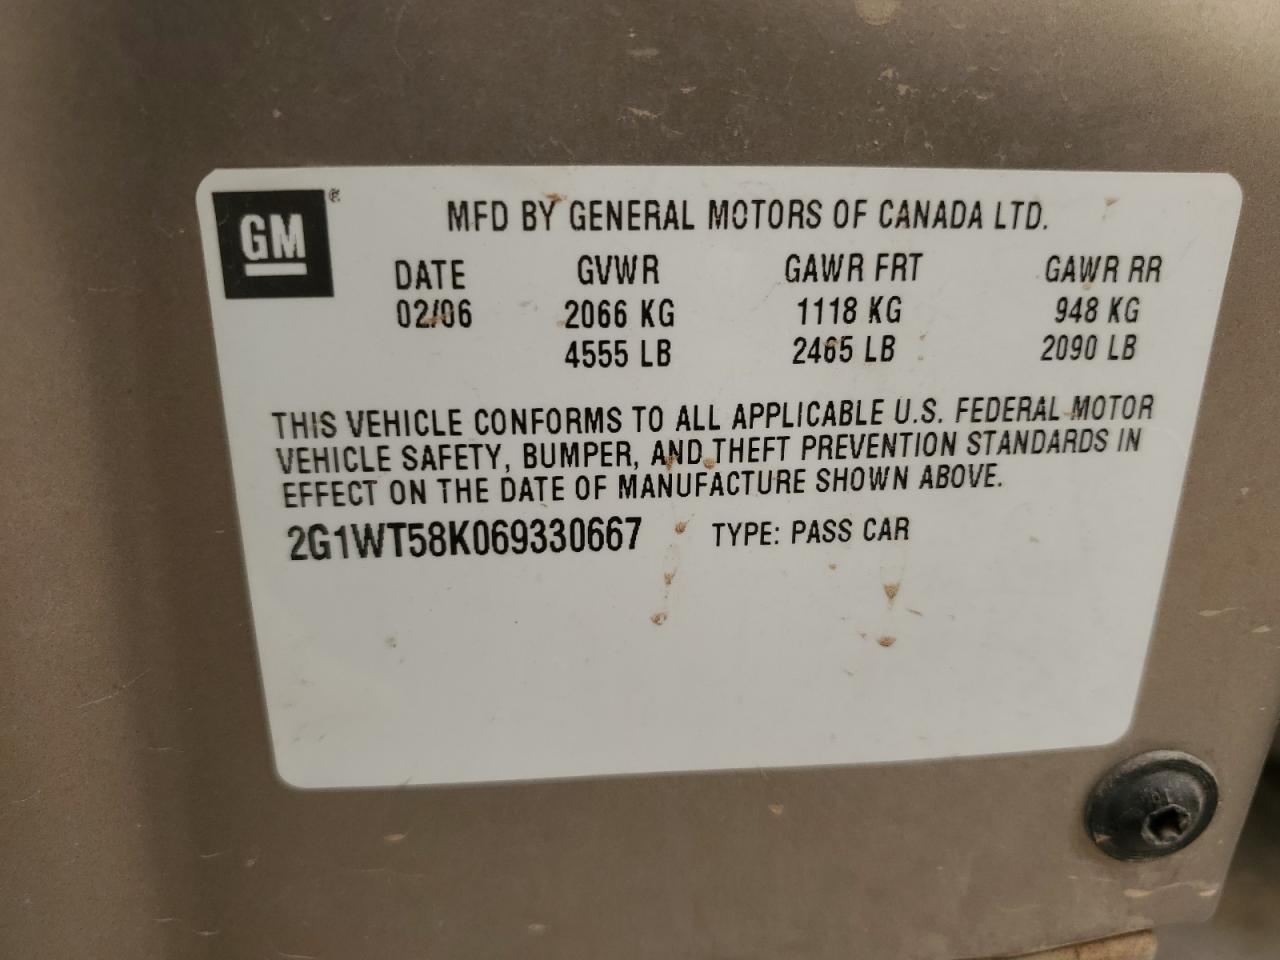 GM ®
MFD BY GENERAL MOTORS OF CANADA LTD.
DATE GVWR GAWR FRT GAWR RR
02/06 2066 KG 1118 KG 948 KG
4555 LB 2465 LB 2090 LB
THIS VEHICLE CONFORMS TO ALL APPLICABLE U.S. FEDERAL MOTOR
VEHICLE SAFETY, BUMPER, AND THEFT PREVENTION STANDARDS IN
EFFECT ON THE DATE OF MANUFACTURE SHOWN ABOVE.
2G1WT58K069330667 TYPE: PASS CAR